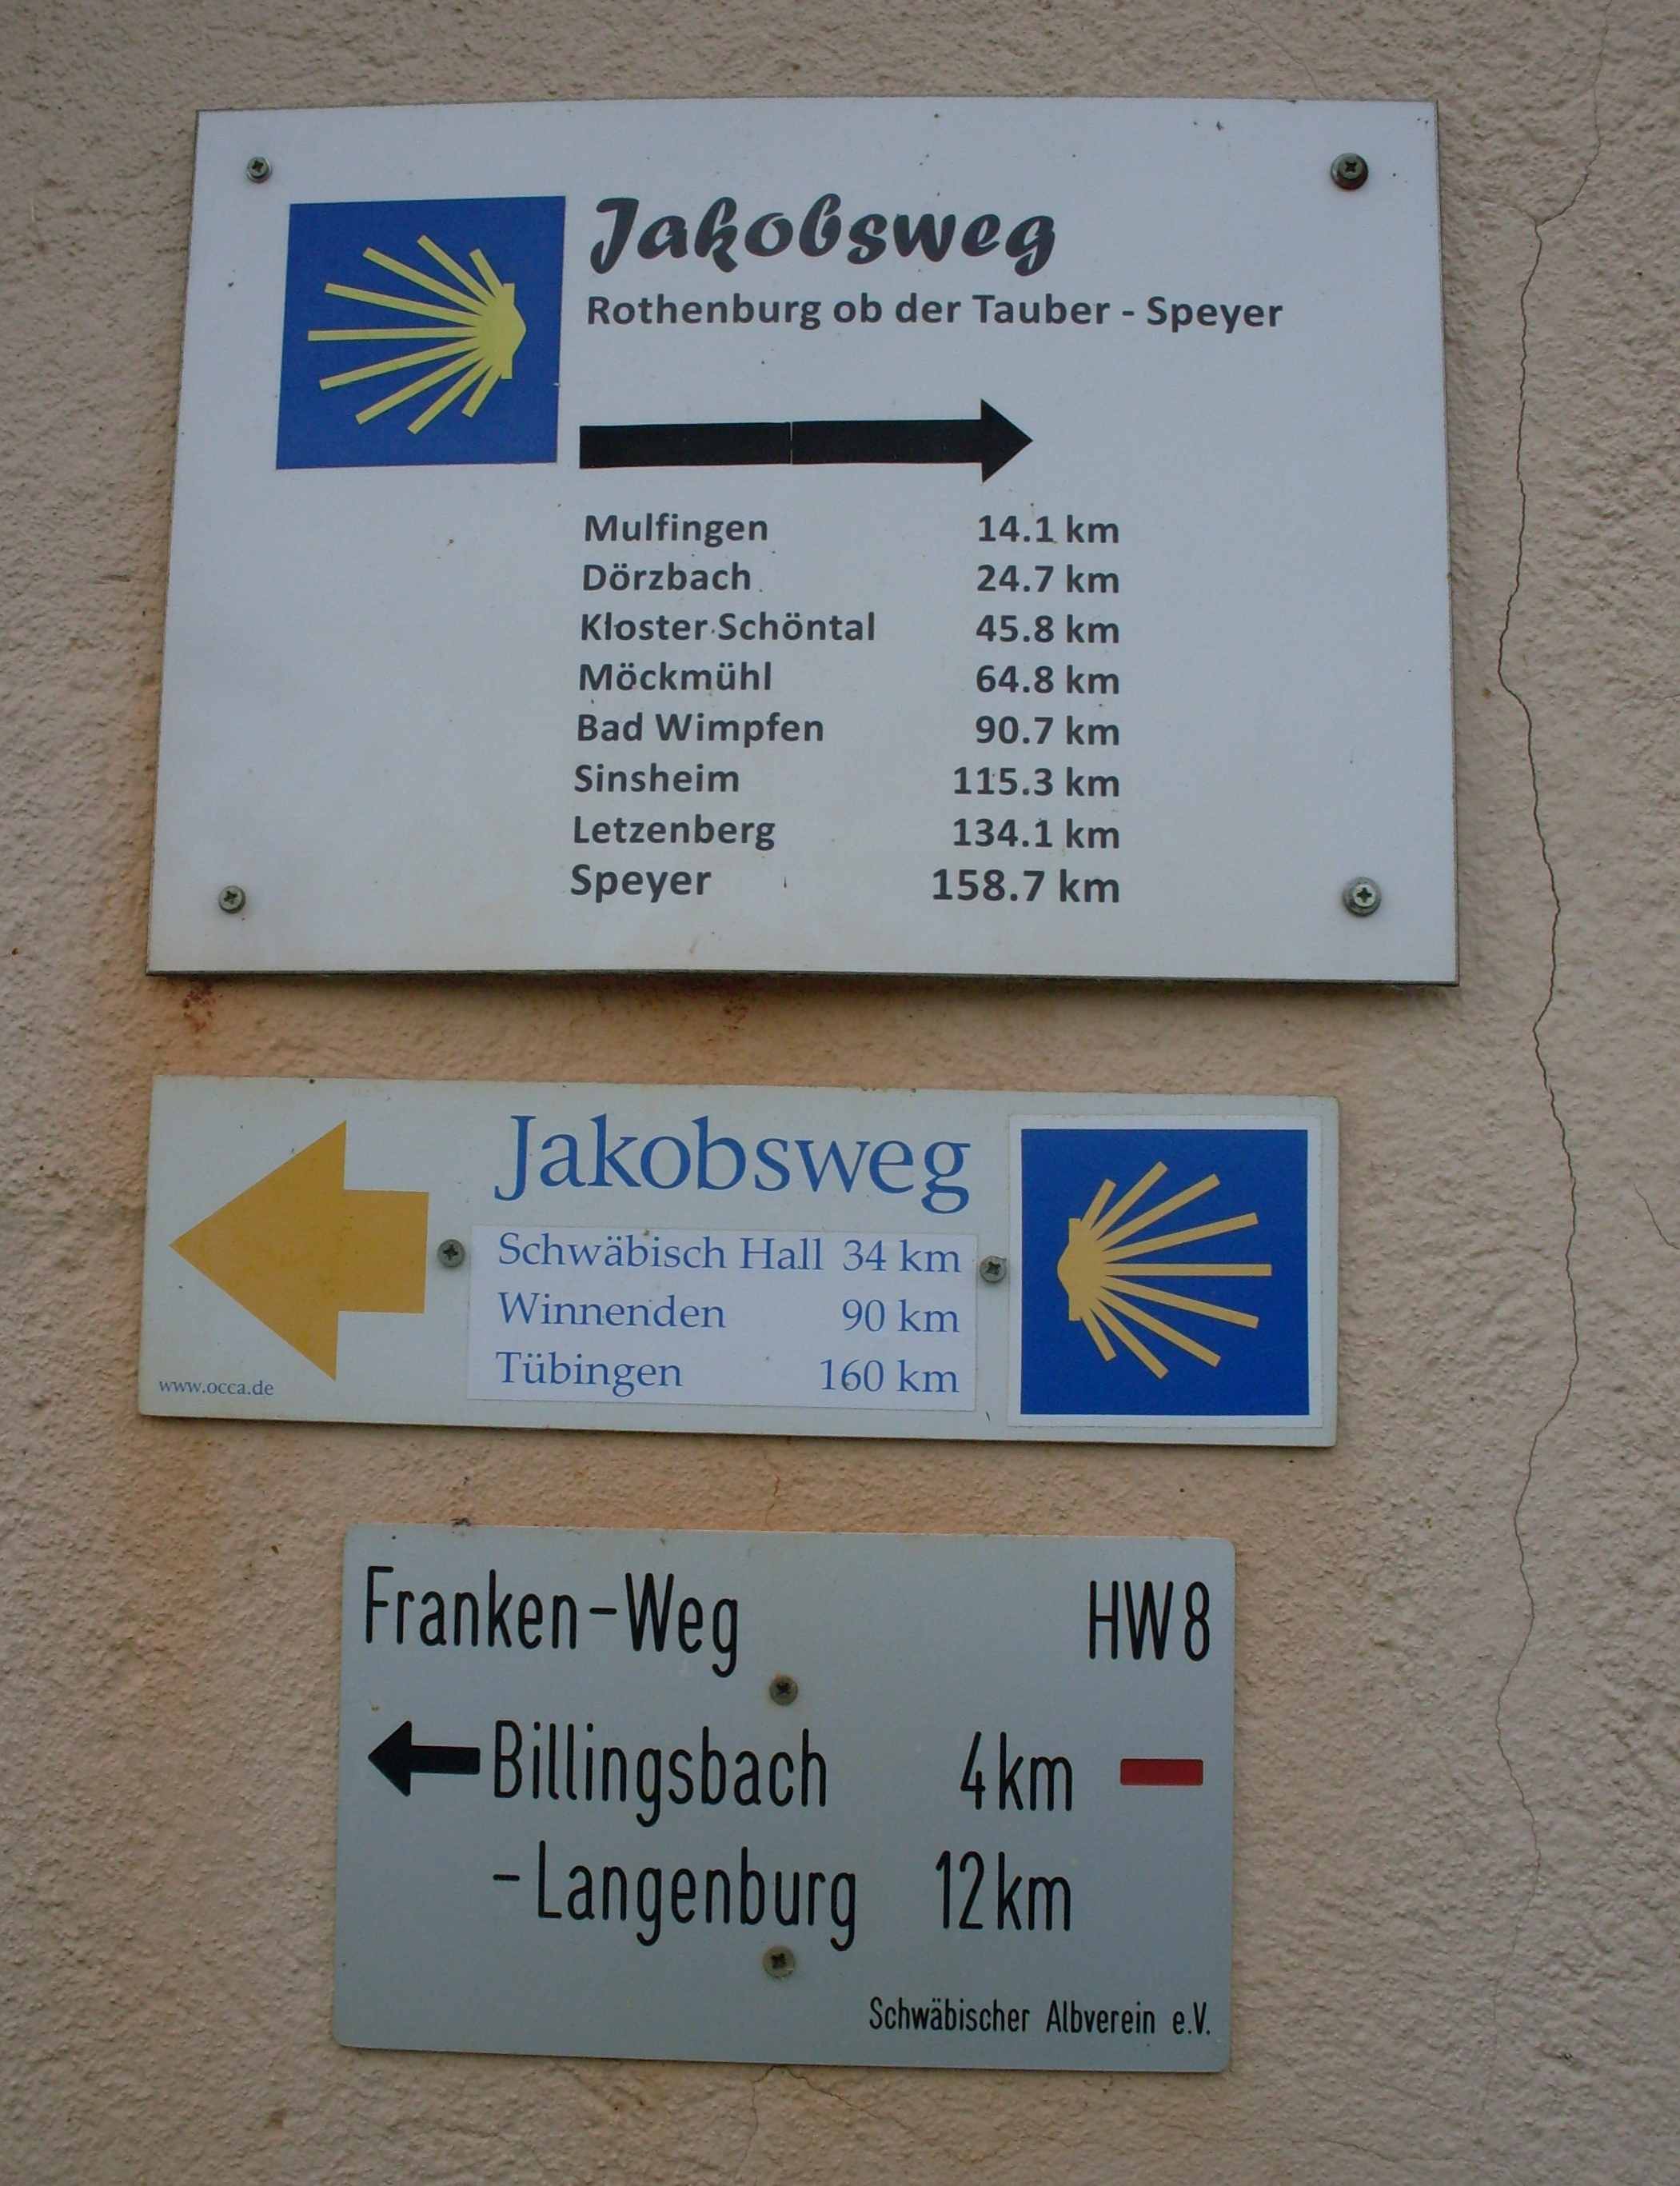 Jakobsweg
Rothenburg ob der Tauber - Speyer
Mulfingen 14.1 km
Dörzbach 24.7 km
Kloster Schöntal 45.8 km
Möckmühl 64.8 km
Bad Wimpfen 90.7 km
Sinsheim 115.3 km
Letzenberg 134.1 km
Speyer 158.7 km
Jakobsweg
Schwäbisch Hall 34 km
Winnenden 90 km
Tübingen 160 km
www.occa.de
Franken-Weg HW8
Billingsbach 4km
-Langenburg 12km
Schwäbischer Albverein e.V.